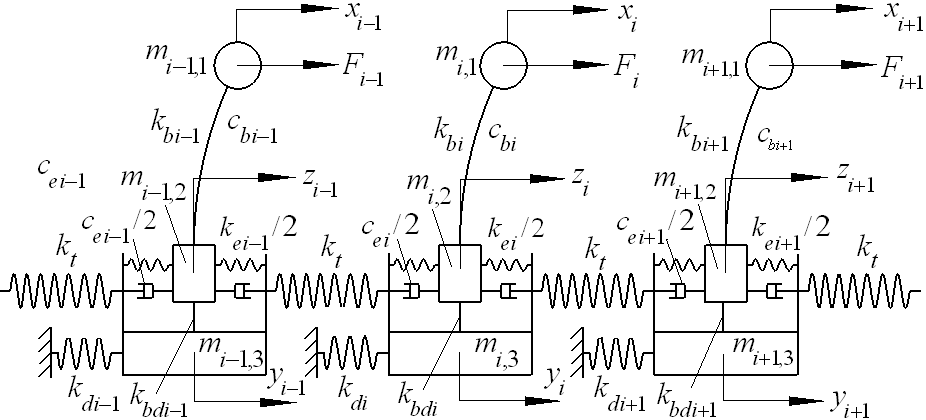 x_{i-1} x_i x_{i+1}
m_{i-1,1} F_{i-1} m_{i,1} F_i m_{i+1,1} F_{i+1}
k_{bi-1} c_{bi-1} k_{bi} c_{bi} k_{bi+1} c_{bi+1}
c_{ei-1} m_{i-1,2} z_{i-1} m_{i,2} z_i m_{i+1,2} z_{i+1}
k_t c_{ei-1}/2 k_{ei-1}/2 k_t c_{ei}/2 k_{ei}/2 k_t c_{ei+1}/2 k_{ei+1}/2 k_t
m_{i-1,3} m_{i,3} m_{i+1,3}
k_{di-1} k_{bdi-1} y_{i-1} k_{di} k_{bdi} y_i k_{di+1} k_{bdi+1} y_{i+1}